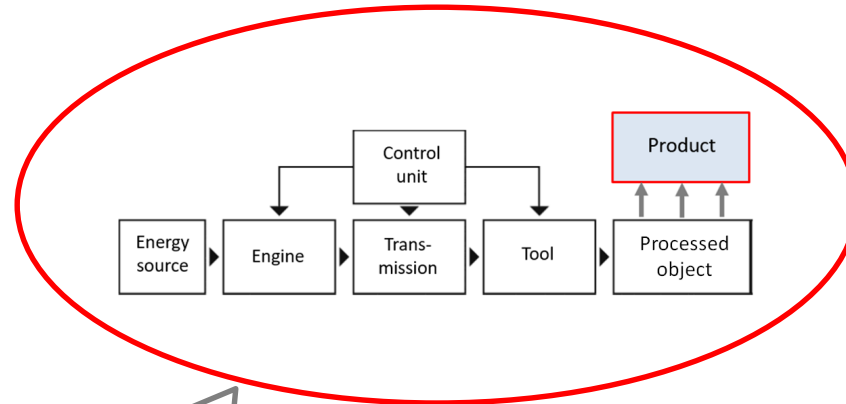 Control
unit
Product
Energy
source
Engine
Trans-
mission
Tool
Processed
object